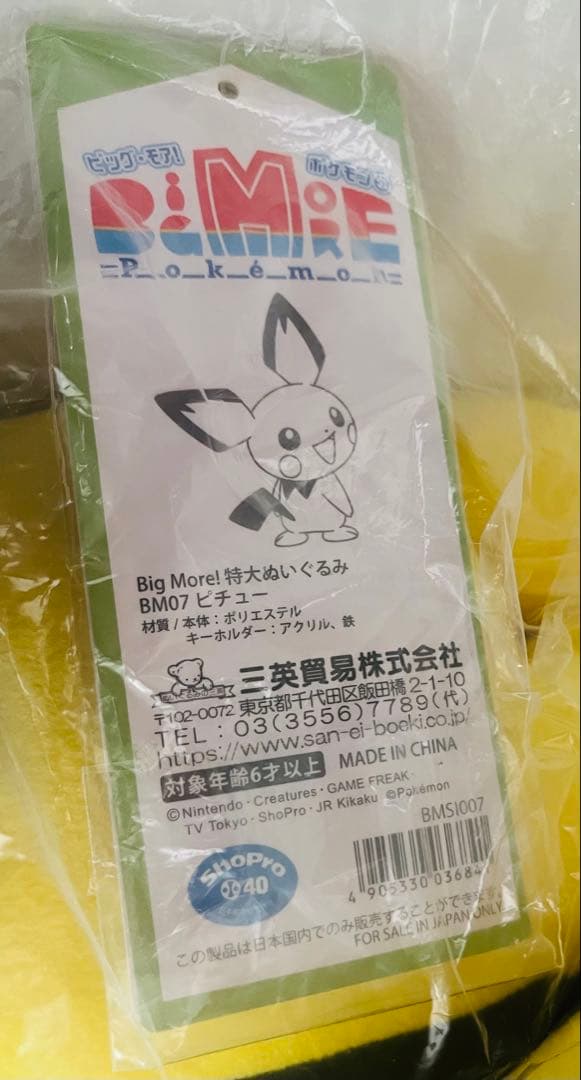 ビッグ・モア! ポケモン
BiG MoRE
Pokémon
Big More! 特大ぬいぐるみ
BM07 ピチュー
材質/本体:ポリエステル
キーホルダー:アクリル、鉄
三英貿易株式会社
〒102-0072 東京都千代田区飯田橋2-1-10
TEL:03(3556)7789(代)
https://www.san-ei-boeki.co.jp/
対象年齢6才以上 MADE IN CHINA
©Nintendo・Creatures・GAME FREAK・
TV Tokyo・ShoPro・JR Kikaku ©Pokémon
BMSI007
ShoPro
40
4 905330 03684
この製品は日本国内でのみ販売することができます
FOR SALE IN JAPAN ONLY